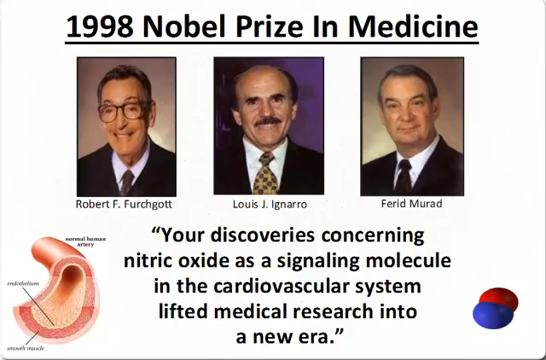 1998 Nobel Prize In Medicine
Robert F. Furchgott
Louis J. Ignarro
Ferid Murad
normal human
artery
endothelium
smooth muscle
“Your discoveries concerning
nitric oxide as a signaling molecule
in the cardiovascular system
lifted medical research into
a new era.”